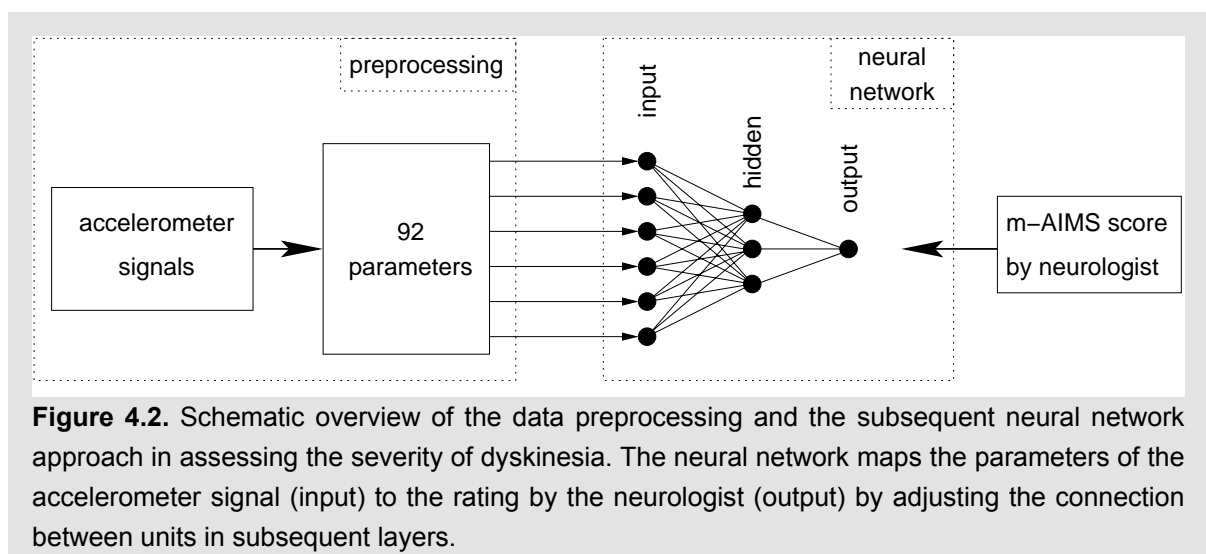 preprocessing
neural
network
input
hidden
output
accelerometer
signals
92
parameters
m−AIMS score
by neurologist
Figure 4.2. Schematic overview of the data preprocessing and the subsequent neural network
approach in assessing the severity of dyskinesia. The neural network maps the parameters of the
accelerometer signal (input) to the rating by the neurologist (output) by adjusting the connection
between units in subsequent layers.